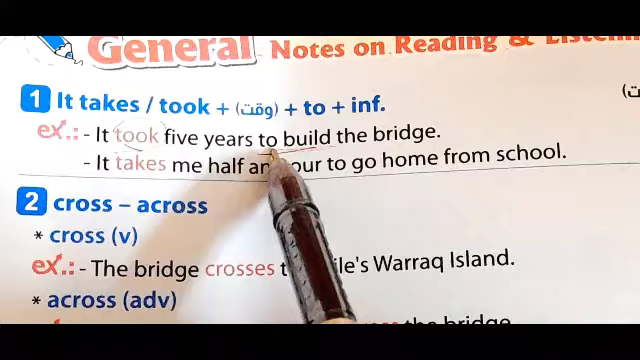 General Notes on Reading &
1 It takes / took + (وقت) + to + inf.
ex.: - It took five years to build the bridge.
- It takes me half an hour to go home from school.
2 cross – across
* cross (v)
ex.: - The bridge crosses Warraq Island.
* across (adv)
the bridge.